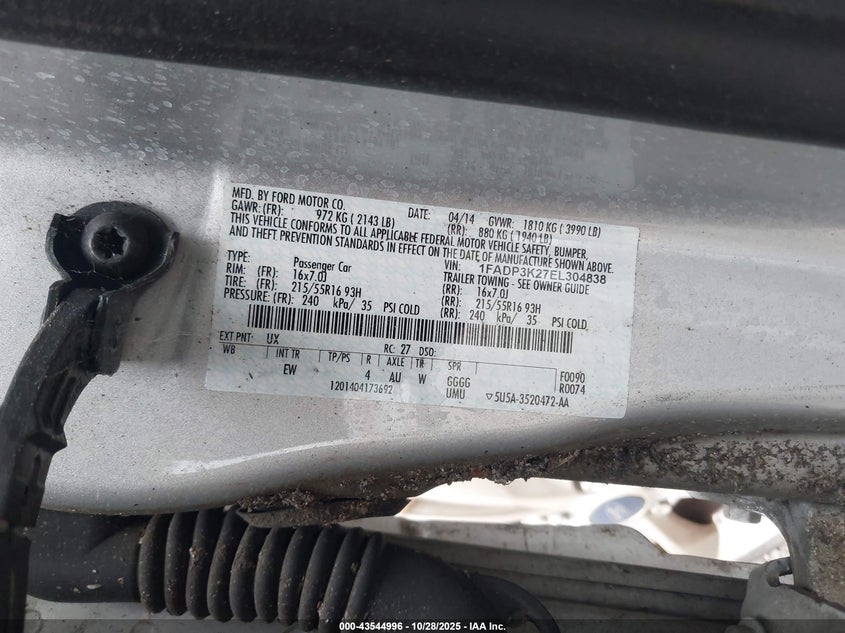 MFD. BY FORD MOTOR CO.
DATE: 04/14 GVWR: 1810 KG ( 3990 LB)
GAWR: (FR): 972 KG ( 2143 LB) (RR): 880 KG ( 1940 LB)
THIS VEHICLE CONFORMS TO ALL APPLICABLE FEDERAL MOTOR VEHICLE SAFETY, BUMPER,
AND THEFT PREVENTION STANDARDS IN EFFECT ON THE DATE OF MANUFACTURE SHOWN ABOVE.
VIN: 1FADP3K27EL304838
TYPE: Passenger Car TRAILER TOWING - SEE OWNER GUIDE
RIM: (FR) 16x7.0J (RR): 16x7.0J
TIRE: (FR) : 215/55R16 93H (RR): 215/55R16 93H
PRESSURE: (FR) : 240 kPa/ 35 PSI COLD (RR): 240 kPa/ 35 PSI COLD
EXT PNT: UX RC: 27 DSO:
WB INT TR TP/PS R AXLE TR SPR F0090
EW 4 AU W GGGG R0074
1201404173692 UMU ▽5U5A-3520472-AA
000-43544996 - 10/28/2025 - IAA Inc.